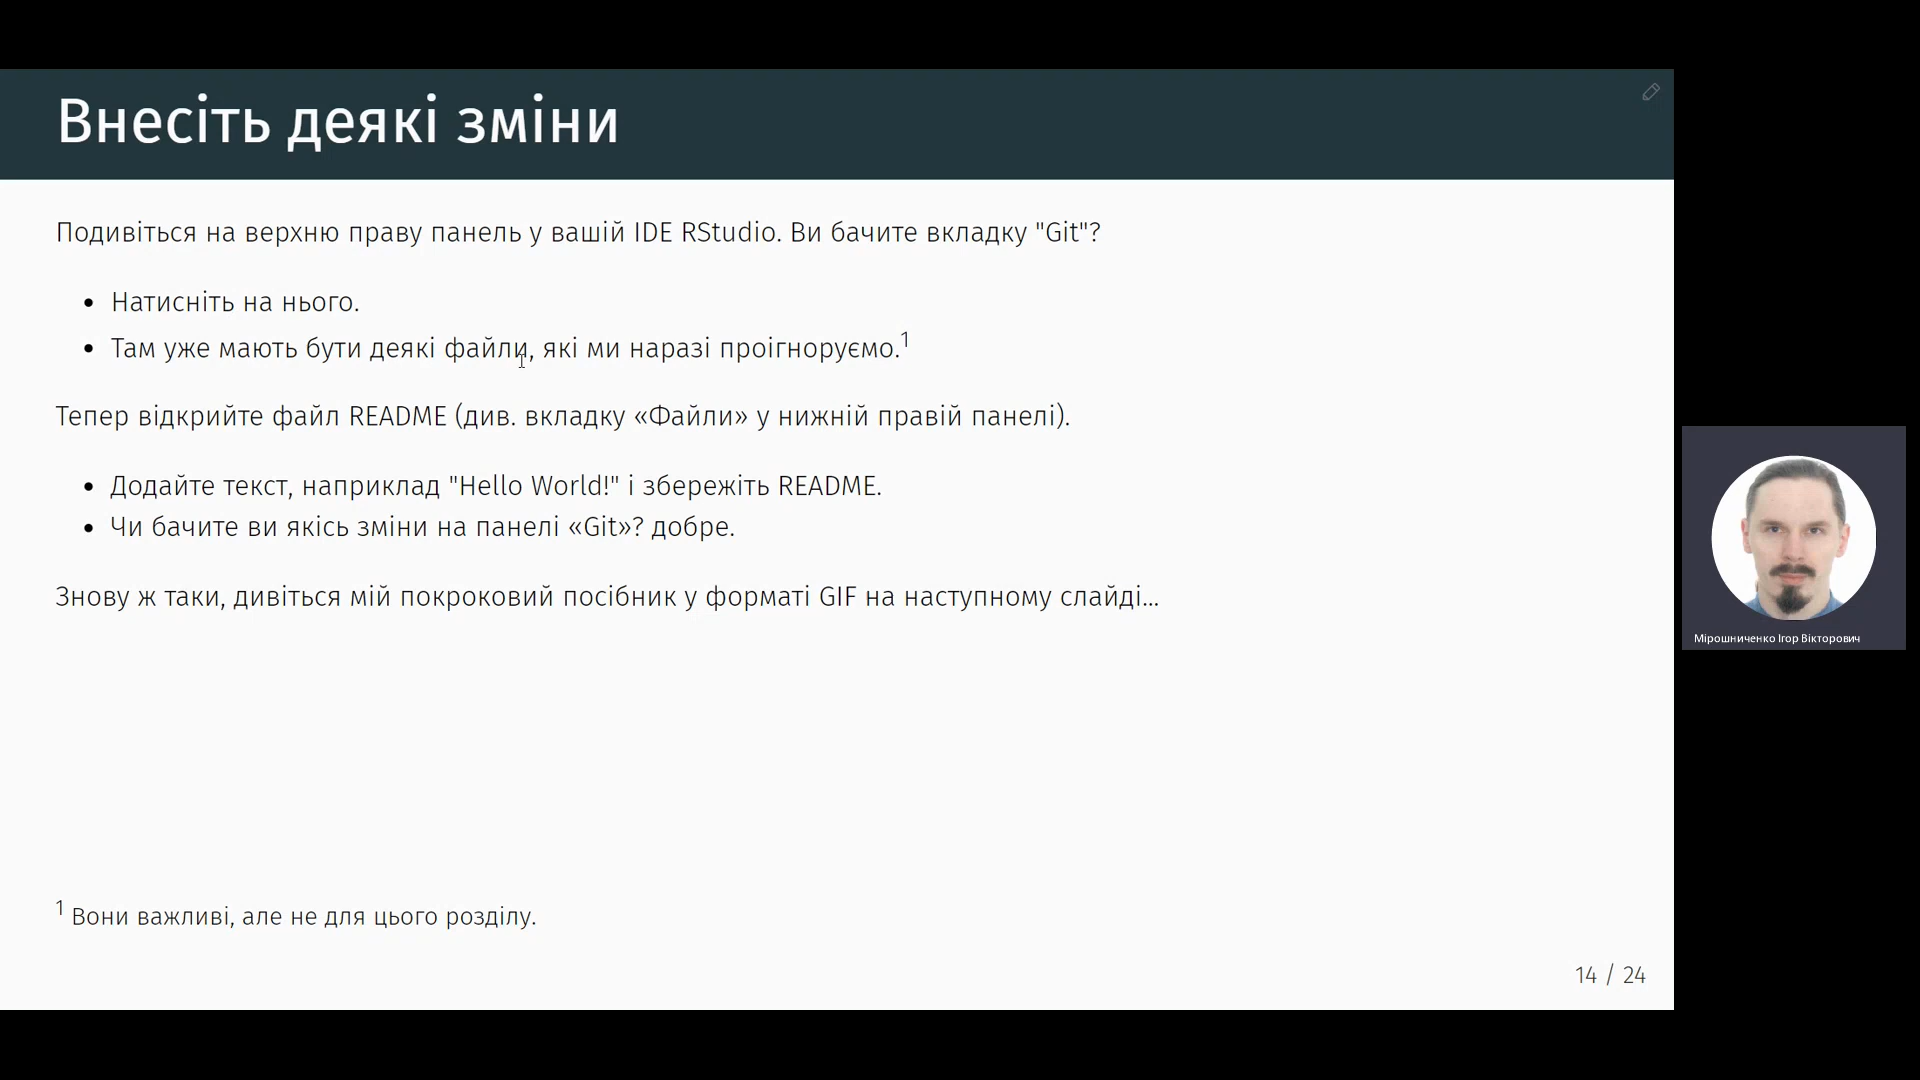 Внесіть деякі зміни
Подивіться на верхню праву панель у вашій IDE RStudio. Ви бачите вкладку "Git"?
• Натисніть на нього.
• Там уже мають бути деякі файли, які ми наразі проігноруємо.1
Тепер відкрийте файл README (див. вкладку «Файли» у нижній правій панелі).
• Додайте текст, наприклад "Hello World!" і збережіть README.
• Чи бачите ви якісь зміни на панелі «Git»? добре.
Знову ж таки, дивіться мій покроковий посібник у форматі GIF на наступному слайді...
Мірошниченко Ігор Вікторович
1 Вони важливі, але не для цього розділу.
14 / 24